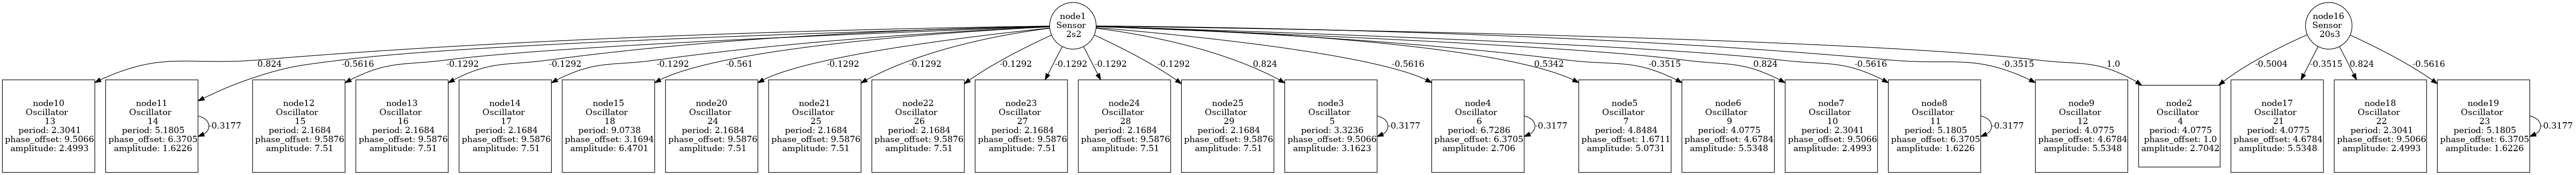 node1
Sensor
2s2
node16
Sensor
20s3
0.824
-0.5616
-0.1292
-0.1292
-0.1292
-0.561
-0.1292
-0.1292
-0.1292
-0.1292
-0.1292
-0.1292
0.824
-0.5616
0.5342
-0.3515
0.824
-0.5616
-0.3515
1.0
-0.5004
-0.3515
0.824
-0.5616
node10
Oscillator
13
period: 2.3041
phase_offset: 9.5066
amplitude: 2.4993
node11
Oscillator
14
period: 5.1805
phase_offset: 6.3705
amplitude: 1.6226
-0.3177
node12
Oscillator
15
period: 2.1684
phase_offset: 9.5876
amplitude: 7.51
node13
Oscillator
16
period: 2.1684
phase_offset: 9.5876
amplitude: 7.51
node14
Oscillator
17
period: 2.1684
phase_offset: 9.5876
amplitude: 7.51
node15
Oscillator
18
period: 9.0738
phase_offset: 3.1694
amplitude: 6.4701
node20
Oscillator
24
period: 2.1684
phase_offset: 9.5876
amplitude: 7.51
node21
Oscillator
25
period: 2.1684
phase_offset: 9.5876
amplitude: 7.51
node22
Oscillator
26
period: 2.1684
phase_offset: 9.5876
amplitude: 7.51
node23
Oscillator
27
period: 2.1684
phase_offset: 9.5876
amplitude: 7.51
node24
Oscillator
28
period: 2.1684
phase_offset: 9.5876
amplitude: 7.51
node25
Oscillator
29
period: 2.1684
phase_offset: 9.5876
amplitude: 7.51
node3
Oscillator
5
period: 3.3236
phase_offset: 9.5066
amplitude: 3.1623
-0.3177
node4
Oscillator
6
period: 6.7286
phase_offset: 6.3705
amplitude: 2.706
-0.3177
node5
Oscillator
7
period: 4.8484
phase_offset: 1.6711
amplitude: 5.0731
node6
Oscillator
9
period: 4.0775
phase_offset: 4.6784
amplitude: 5.5348
node7
Oscillator
10
period: 2.3041
phase_offset: 9.5066
amplitude: 2.4993
node8
Oscillator
11
period: 5.1805
phase_offset: 6.3705
amplitude: 1.6226
-0.3177
node9
Oscillator
12
period: 4.0775
phase_offset: 4.6784
amplitude: 5.5348
node2
Oscillator
4
period: 4.0775
phase_offset: 1.0
amplitude: 2.7042
node17
Oscillator
21
period: 4.0775
phase_offset: 4.6784
amplitude: 5.5348
node18
Oscillator
22
period: 2.3041
phase_offset: 9.5066
amplitude: 2.4993
node19
Oscillator
23
period: 5.1805
phase_offset: 6.3705
amplitude: 1.6226
-0.3177